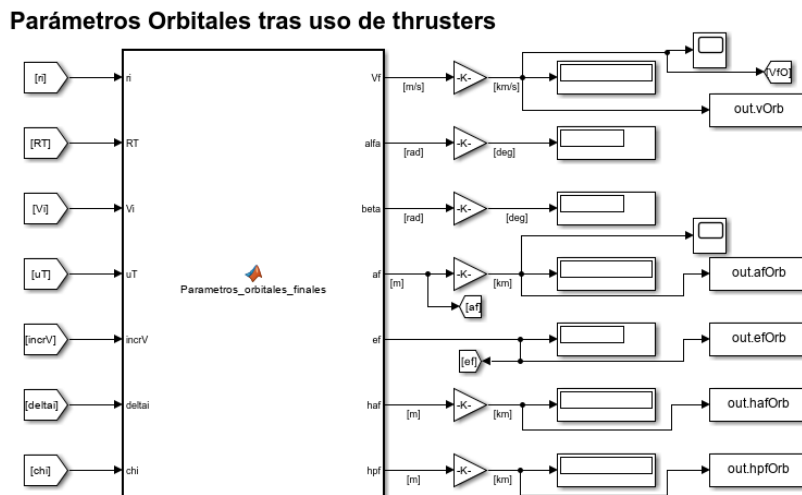 Parámetros Orbitales tras uso de thrusters
[ri]
ri
Vf
[m/s]
-K-
[km/s]
[VfO]
out.vOrb
[RT]
RT
alfa
[rad]
-K-
[deg]
[Vi]
Vi
beta
[rad]
-K-
[deg]
[uT]
uT
Parametros_orbitales_finales
af
[m]
-K-
[km]
out.afOrb
[af]
[incrV]
incrV
ef
[ef]
out.efOrb
[deltai]
deltai
haf
[m]
-K-
[km]
out.hafOrb
[chi]
chi
hpf
[m]
-K-
[km]
out.hpfOrb